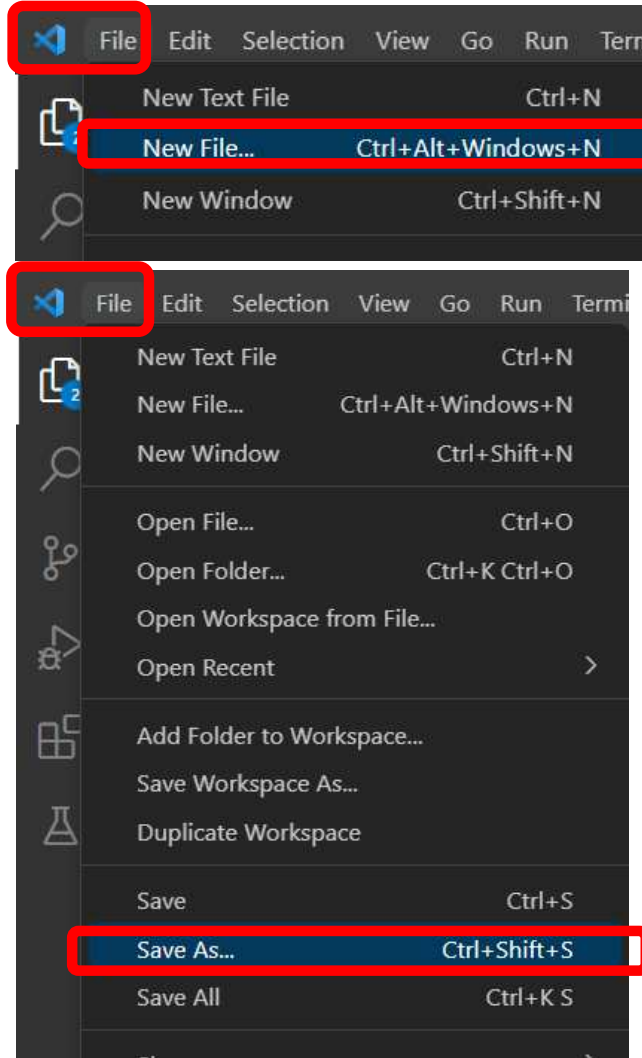 File Edit Selection View Go Run Term
New Text File Ctrl+N
2
New File... Ctrl+Alt+Windows+N
New Window Ctrl+Shift+N
File Edit Selection View Go Run Termi
New Text File Ctrl+N
2
New File... Ctrl+Alt+Windows+N
New Window Ctrl+Shift+N
Open File... Ctrl+O
Open Folder... Ctrl+K Ctrl+O
Open Workspace from File...
Open Recent
Add Folder to Workspace...
Save Workspace As...
Duplicate Workspace
Save Ctrl+S
Save As... Ctrl+Shift+S
Save All Ctrl+K S